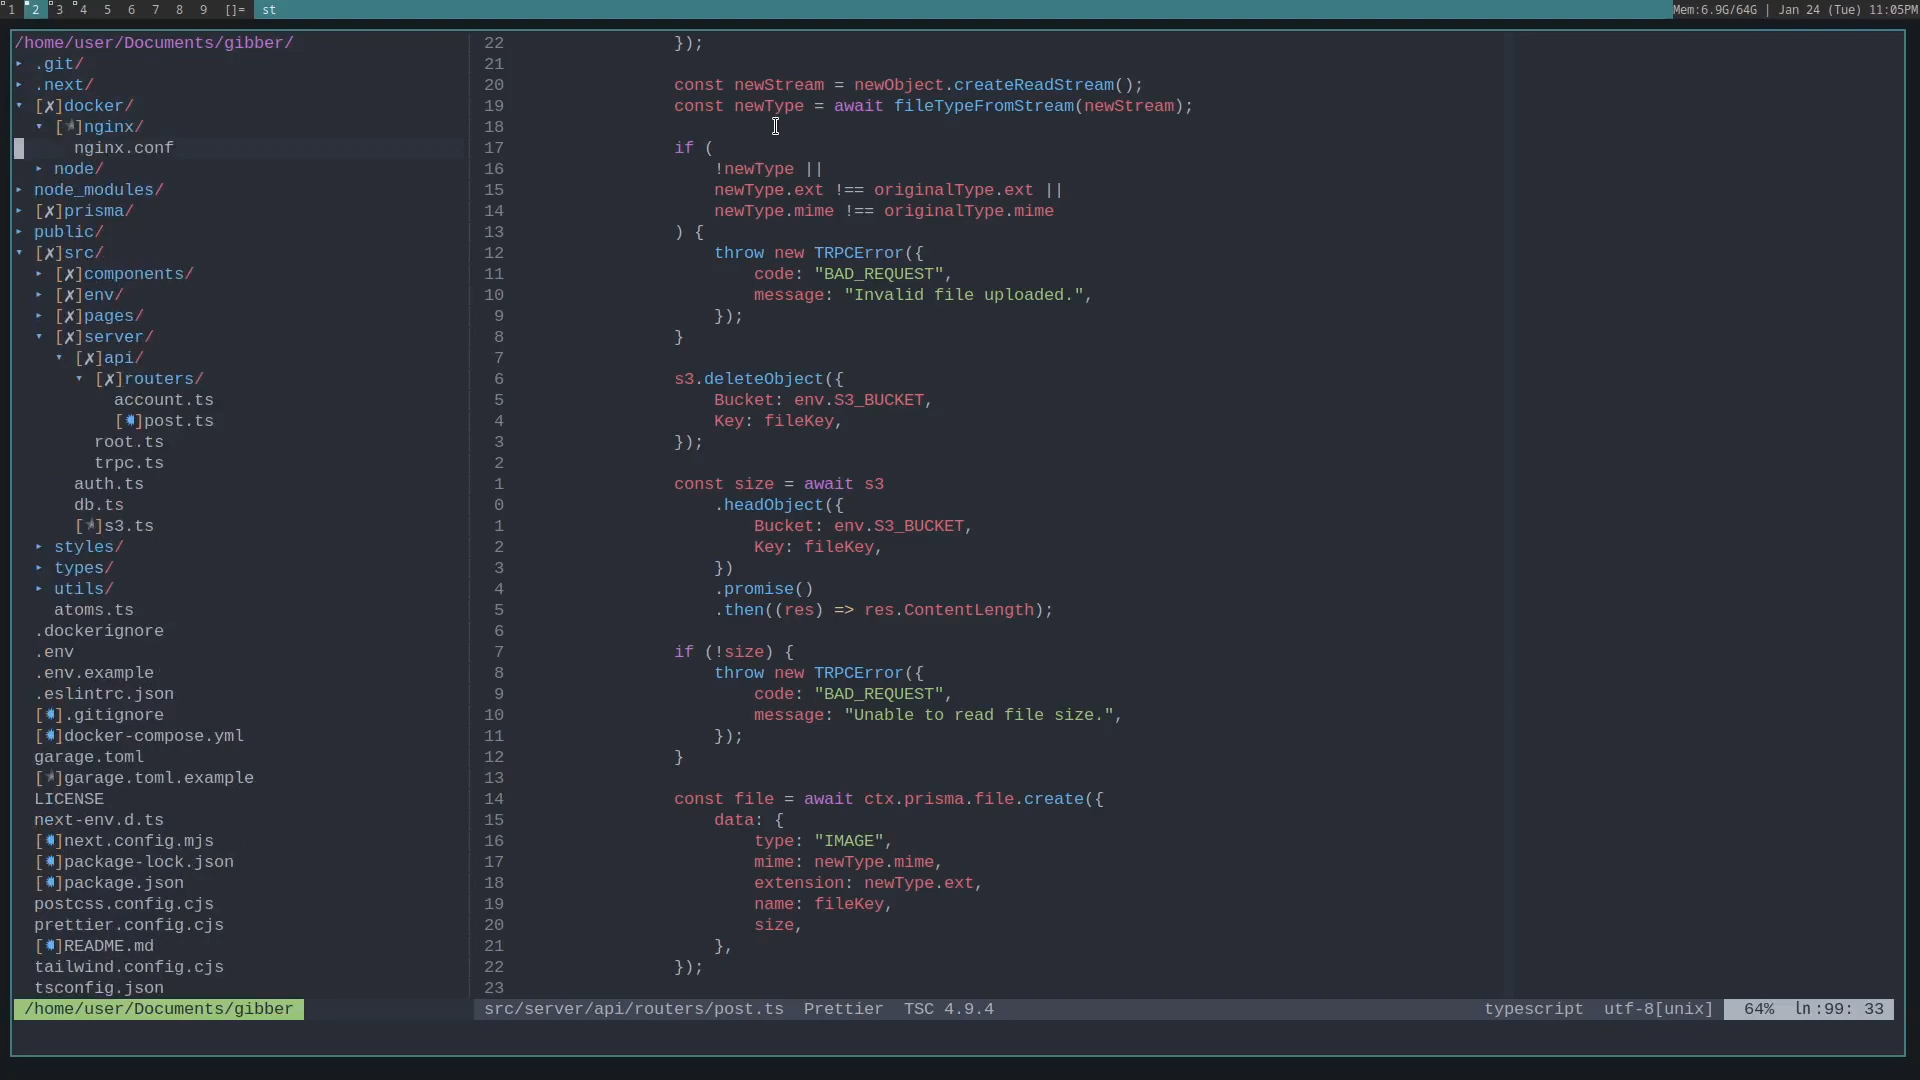 1 2 3 4 5 6 7 8 9 []= st Mem:6.9G/64G | Jan 24 (Tue) 11:05PM
/home/user/Documents/gibber/
▸ .git/
▸ .next/
▾ [✗]docker/
▾ [★]nginx/
nginx.conf
▸ node/
▸ node_modules/
▸ [✗]prisma/
▸ public/
▾ [✗]src/
▸ [✗]components/
▸ [✗]env/
▸ [✗]pages/
▾ [✗]server/
▾ [✗]api/
▾ [✗]routers/
account.ts
[✹]post.ts
root.ts
trpc.ts
auth.ts
db.ts
[★]s3.ts
▸ styles/
▸ types/
▸ utils/
atoms.ts
.dockerignore
.env
.env.example
.eslintrc.json
[✹].gitignore
[✹]docker-compose.yml
garage.toml
[★]garage.toml.example
LICENSE
next-env.d.ts
[✹]next.config.mjs
[✹]package-lock.json
[✹]package.json
postcss.config.cjs
prettier.config.cjs
[✹]README.md
tailwind.config.cjs
tsconfig.json
/home/user/Documents/gibber
22 });
21
20 const newStream = newObject.createReadStream();
19 const newType = await fileTypeFromStream(newStream);
18
17 if (
16 !newType ||
15 newType.ext !== originalType.ext ||
14 newType.mime !== originalType.mime
13 ) {
12 throw new TRPCError({
11 code: "BAD_REQUEST",
10 message: "Invalid file uploaded.",
9 });
8 }
7
6 s3.deleteObject({
5 Bucket: env.S3_BUCKET,
4 Key: fileKey,
3 });
2
1 const size = await s3
0 .headObject({
1 Bucket: env.S3_BUCKET,
2 Key: fileKey,
3 })
4 .promise()
5 .then((res) => res.ContentLength);
6
7 if (!size) {
8 throw new TRPCError({
9 code: "BAD_REQUEST",
10 message: "Unable to read file size.",
11 });
12 }
13
14 const file = await ctx.prisma.file.create({
15 data: {
16 type: "IMAGE",
17 mime: newType.mime,
18 extension: newType.ext,
19 name: fileKey,
20 size,
21 },
22 });
23
src/server/api/routers/post.ts Prettier TSC 4.9.4 typescript utf-8[unix] 64% ln:99: 33